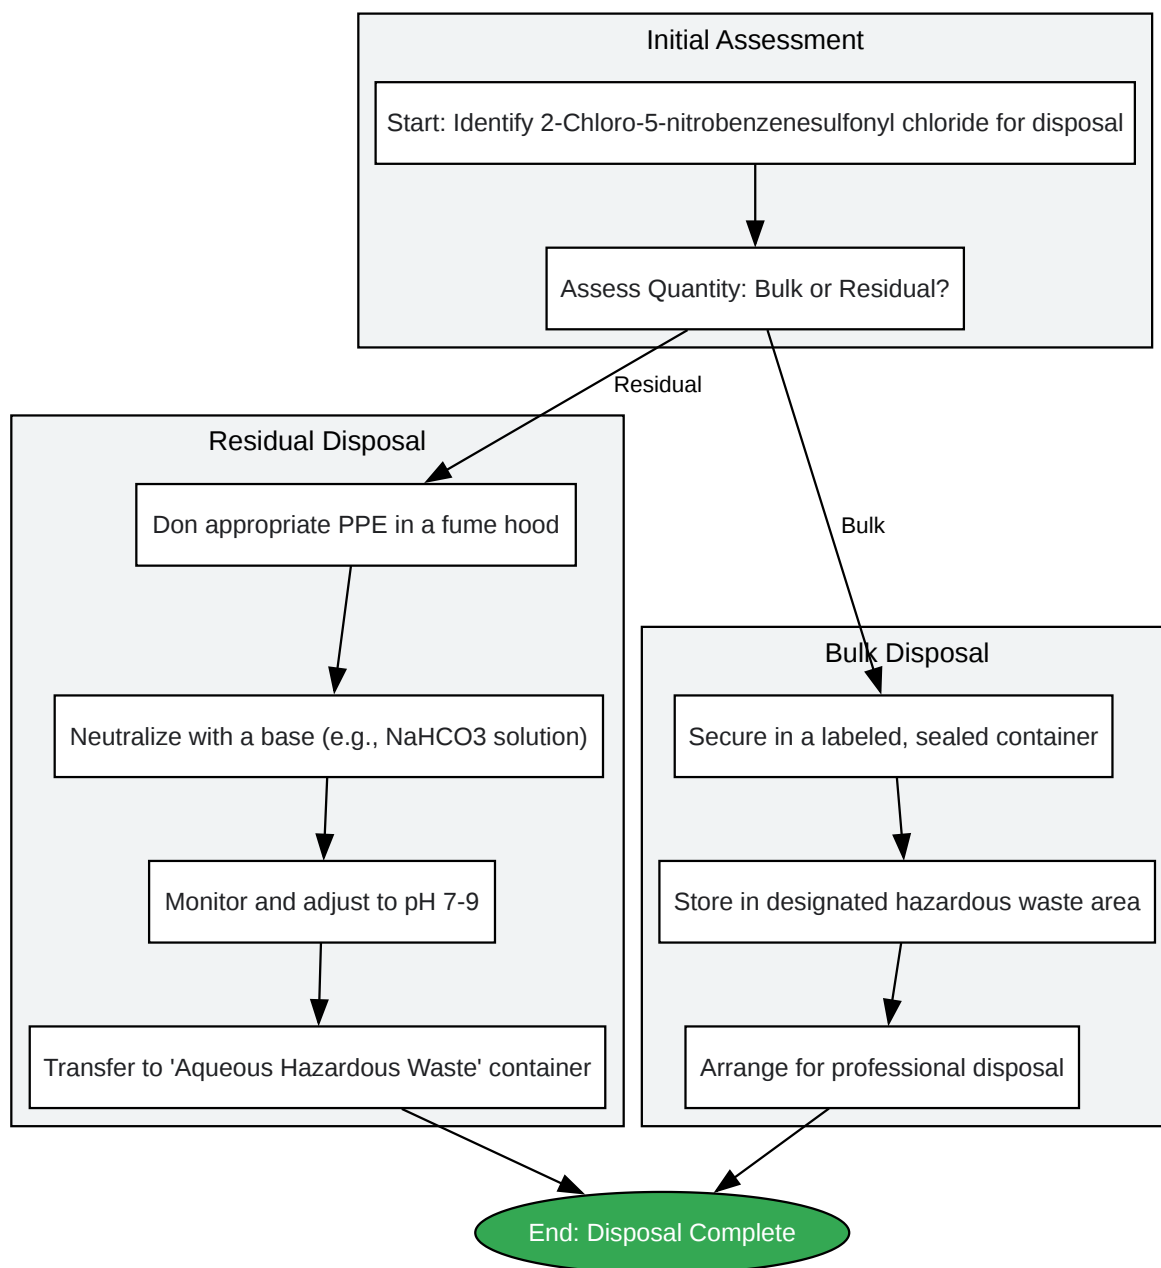 Initial Assessment
Start: Identify 2-Chloro-5-nitrobenzenesulfonyl chloride for disposal
Assess Quantity: Bulk or Residual?
Residual
Bulk
Residual Disposal
Don appropriate PPE in a fume hood
Neutralize with a base (e.g., NaHCO3 solution)
Monitor and adjust to pH 7-9
Transfer to 'Aqueous Hazardous Waste' container
Bulk Disposal
Secure in a labeled, sealed container
Store in designated hazardous waste area
Arrange for professional disposal
End: Disposal Complete